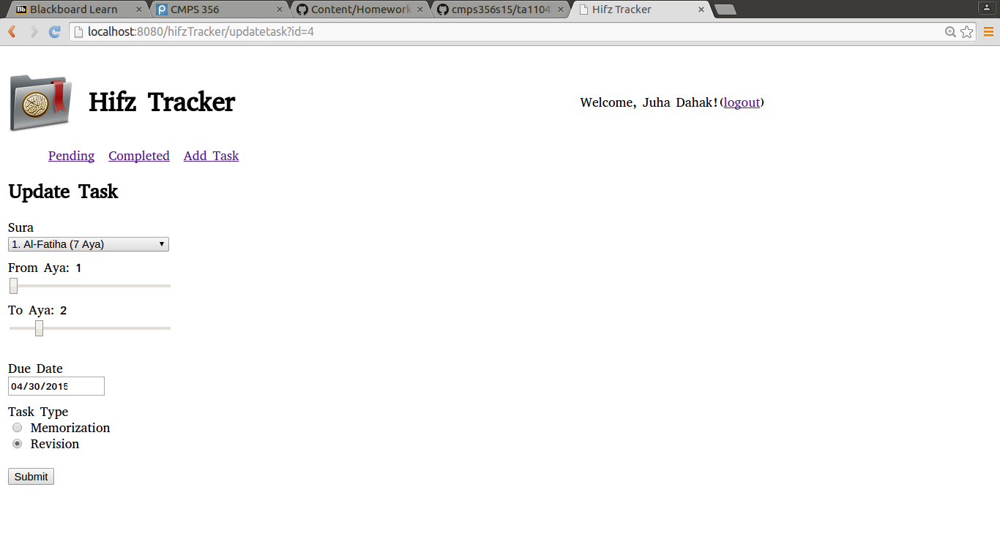 Blackboard Learn
CMPS 356
Content/Homework
cmps356s15/ta1104
Hifz Tracker
localhost:8080/hifzTracker/updatetask?id=4
Hifz Tracker
Welcome, Juha Dahak!(logout)
Pending Completed Add Task
Update Task
Sura
1. Al-Fatiha (7 Aya)
From Aya: 1
To Aya: 2
Due Date
04/30/2015
Task Type
Memorization
Revision
Submit